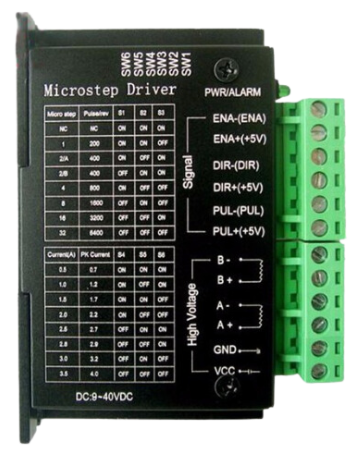 SW6
SW5
SW4
SW3
SW2
SW1
Microstep Driver
PWR/ALARM
Micro step Pulse/rev S1 S2 S3
NC NC ON ON ON
1 200 ON ON OFF
2/A 400 ON OFF ON
2/B 400 OFF ON ON
4 800 ON OFF OFF
8 1600 OFF ON OFF
16 3200 OFF OFF ON
32 6400 OFF OFF OFF
Signal
ENA-(ENA)
ENA+(+5V)
DIR-(DIR)
DIR+(+5V)
PUL-(PUL)
PUL+(+5V)
Current(A) PK Current S4 S5 S6
0.5 0.7 ON ON ON
1.0 1.2 ON OFF ON
1.5 1.7 ON ON OFF
2.0 2.2 ON OFF OFF
2.5 2.7 OFF ON ON
2.8 2.9 OFF OFF ON
3.0 3.2 OFF ON OFF
3.5 4.0 OFF OFF OFF
High Voltage
B -
B +
A -
A +
GND
VCC
DC:9~40VDC